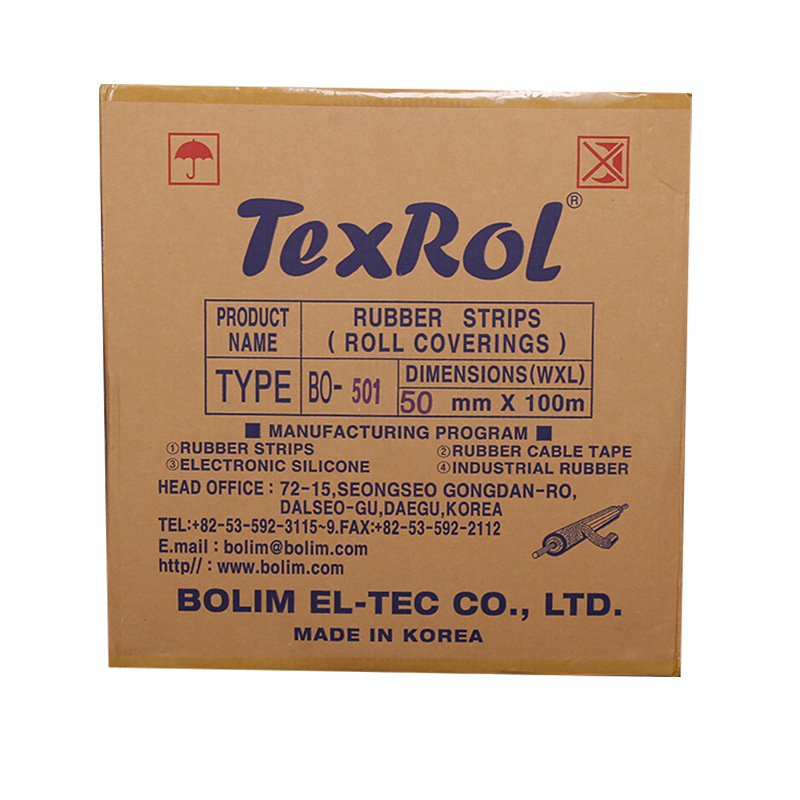 TexRol®
PRODUCT NAME
RUBBER STRIPS
( ROLL COVERINGS )
TYPE BO- 501
DIMENSIONS(WXL)
50 mm X 100m
■ MANUFACTURING PROGRAM ■
①RUBBER STRIPS ②RUBBER CABLE TAPE
③ELECTRONIC SILICONE ④INDUSTRIAL RUBBER
HEAD OFFICE : 72-15,SEONGSEO GONGDAN-RO,
DALSEO-GU,DAEGU,KOREA
TEL:+82-53-592-3115~9.FAX:+82-53-592-2112
E.mail : bolim@bolim.com
http// : www.bolim.com
BOLIM EL-TEC CO., LTD.
MADE IN KOREA